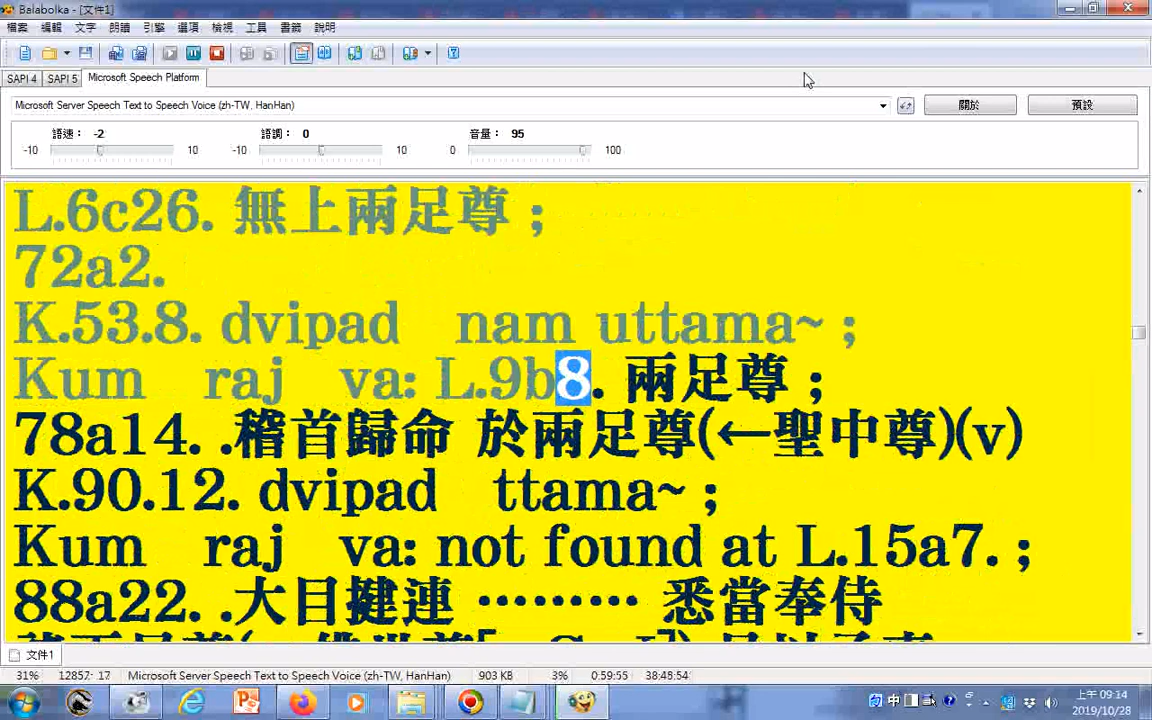 Balabolka - [文件1]
檔案 編輯 文字 朗讀 引擎 選項 檢視 工具 書籤 說明
SAPI 4 SAPI 5 Microsoft Speech Platform
Microsoft Server Speech Text to Speech Voice (zh-TW, HanHan) 關於 預設
語速： -2 語調： 0 音量： 95
-10 10 -10 10 0 100
L.6c26. 無上兩足尊；
72a2.
K.53.8. dvipad nam uttama~ ;
Kum raj va: L.9b8. 兩足尊；
78a14. .稽首歸命 於兩足尊(←聖中尊)(v)
K.90.12. dvipad ttama~ ;
Kum raj va: not found at L.15a7. ;
88a22. .大目揵連 ……… 悉當奉侍
文件1
31% 12857: 17 Microsoft Server Speech Text to Speech Voice (zh-TW, HanHan) 903 KB 3% 0:59:55 38:48:54
中 上午 09:14
2019/10/28